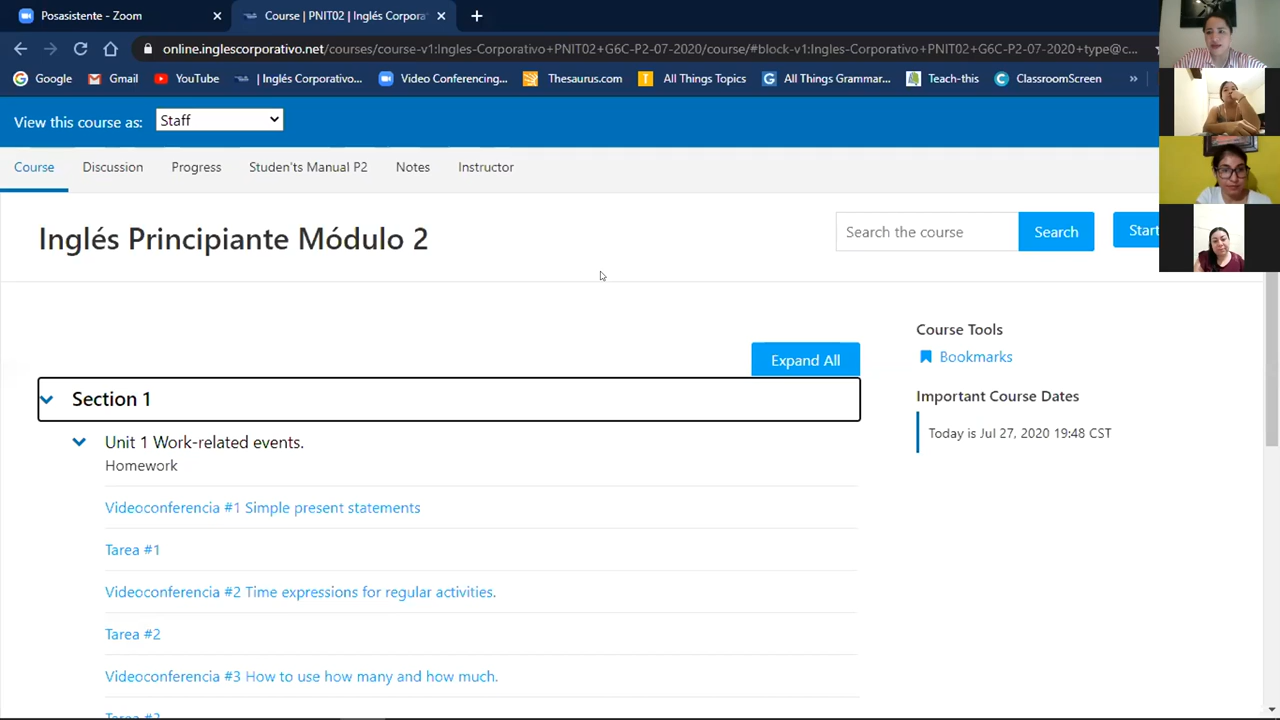 Posasistente - Zoom
Course | PNIT02 | Inglés Corpora
online.inglescorporativo.net/courses/course-v1:Ingles-Corporativo+PNIT02+G6C-P2-07-2020/course/#block-v1:Ingles-Corporativo+PNIT02+G6C-P2-07-2020+type@c...
Google Gmail YouTube | Inglés Corporativo... Video Conferencing... Thesaurus.com All Things Topics All Things Grammar... Teach-this ClassroomScreen »
View this course as: Staff
Course Discussion Progress Studen'ts Manual P2 Notes Instructor
Inglés Principiante Módulo 2
Search the course Search Start
Expand All
Course Tools
Bookmarks
Important Course Dates
Today is Jul 27, 2020 19:48 CST
Section 1
Unit 1 Work-related events.
Homework
Videoconferencia #1 Simple present statements
Tarea #1
Videoconferencia #2 Time expressions for regular activities.
Tarea #2
Videoconferencia #3 How to use how many and how much.
Tarea #3